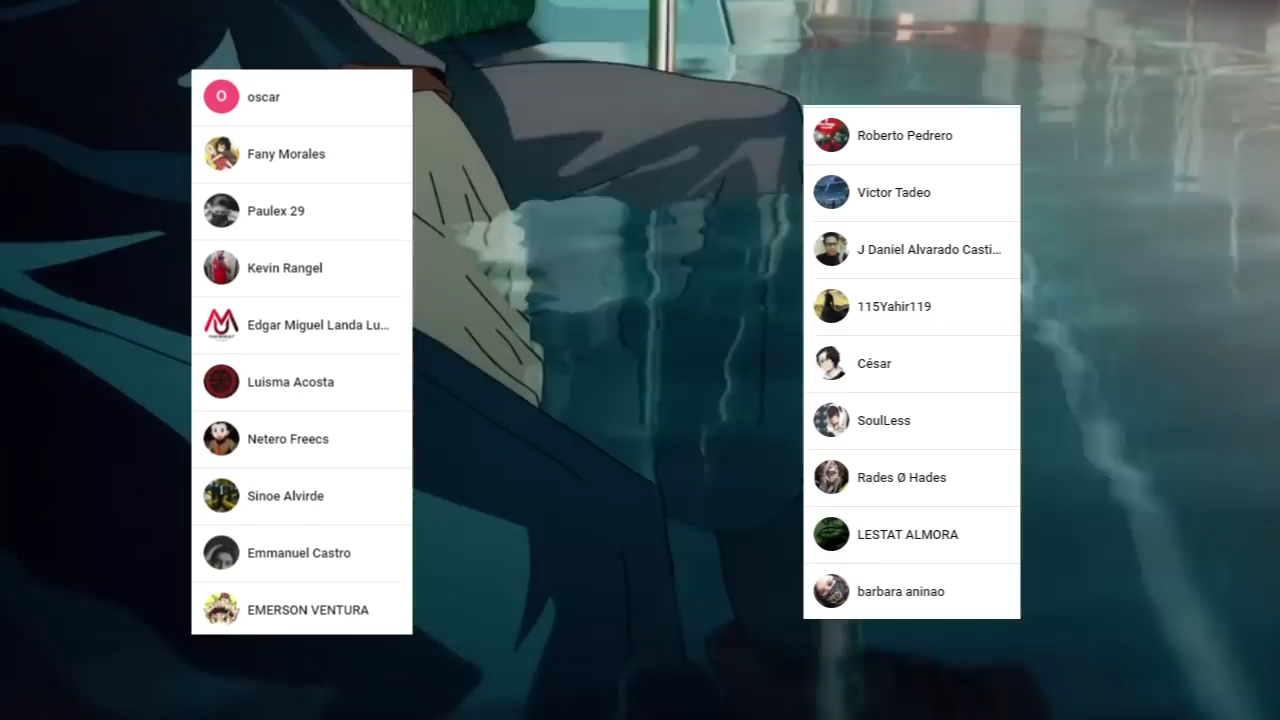 O
oscar
Fany Morales
Paulex 29
Kevin Rangel
Edgar Miguel Landa Lu...
Luisma Acosta
Netero Freecs
Sinoe Alvirde
Emmanuel Castro
EMERSON VENTURA
Roberto Pedrero
Victor Tadeo
J Daniel Alvarado Casti...
115Yahir119
César
SoulLess
Rades Ø Hades
LESTAT ALMORA
barbara aninao